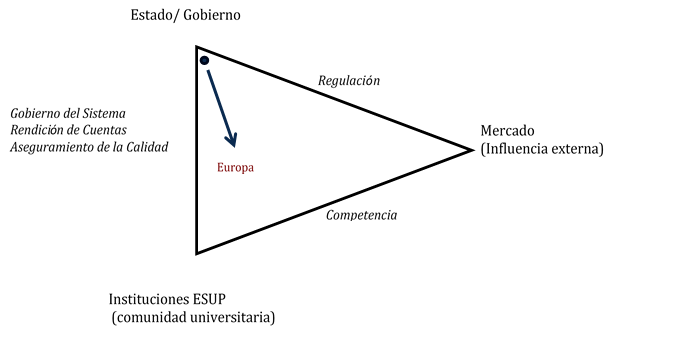 Estado/ Gobierno
Regulación
Gobierno del Sistema
Rendición de Cuentas
Aseguramiento de la Calidad
Mercado
(Influencia externa)
Europa
Competencia
Instituciones ESUP
(comunidad universitaria)